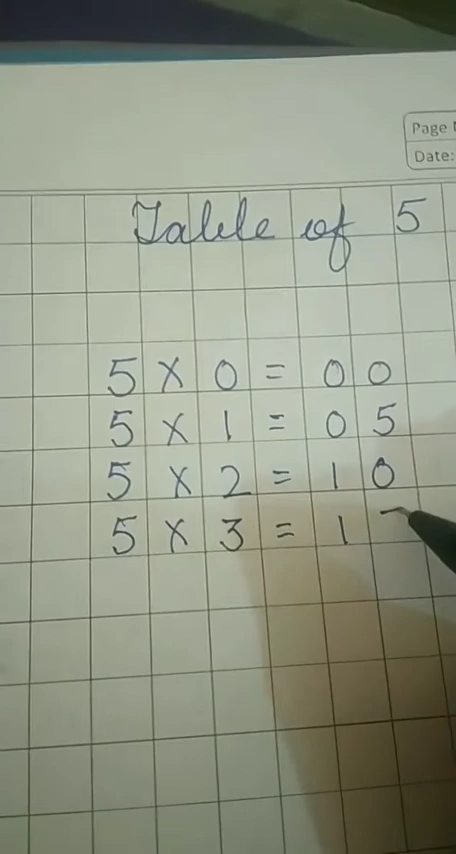 Page
Date:
Table of 5
5 × 0 = 0 0
5 × 1 = 0 5
5 × 2 = 1 0
5 × 3 = 1